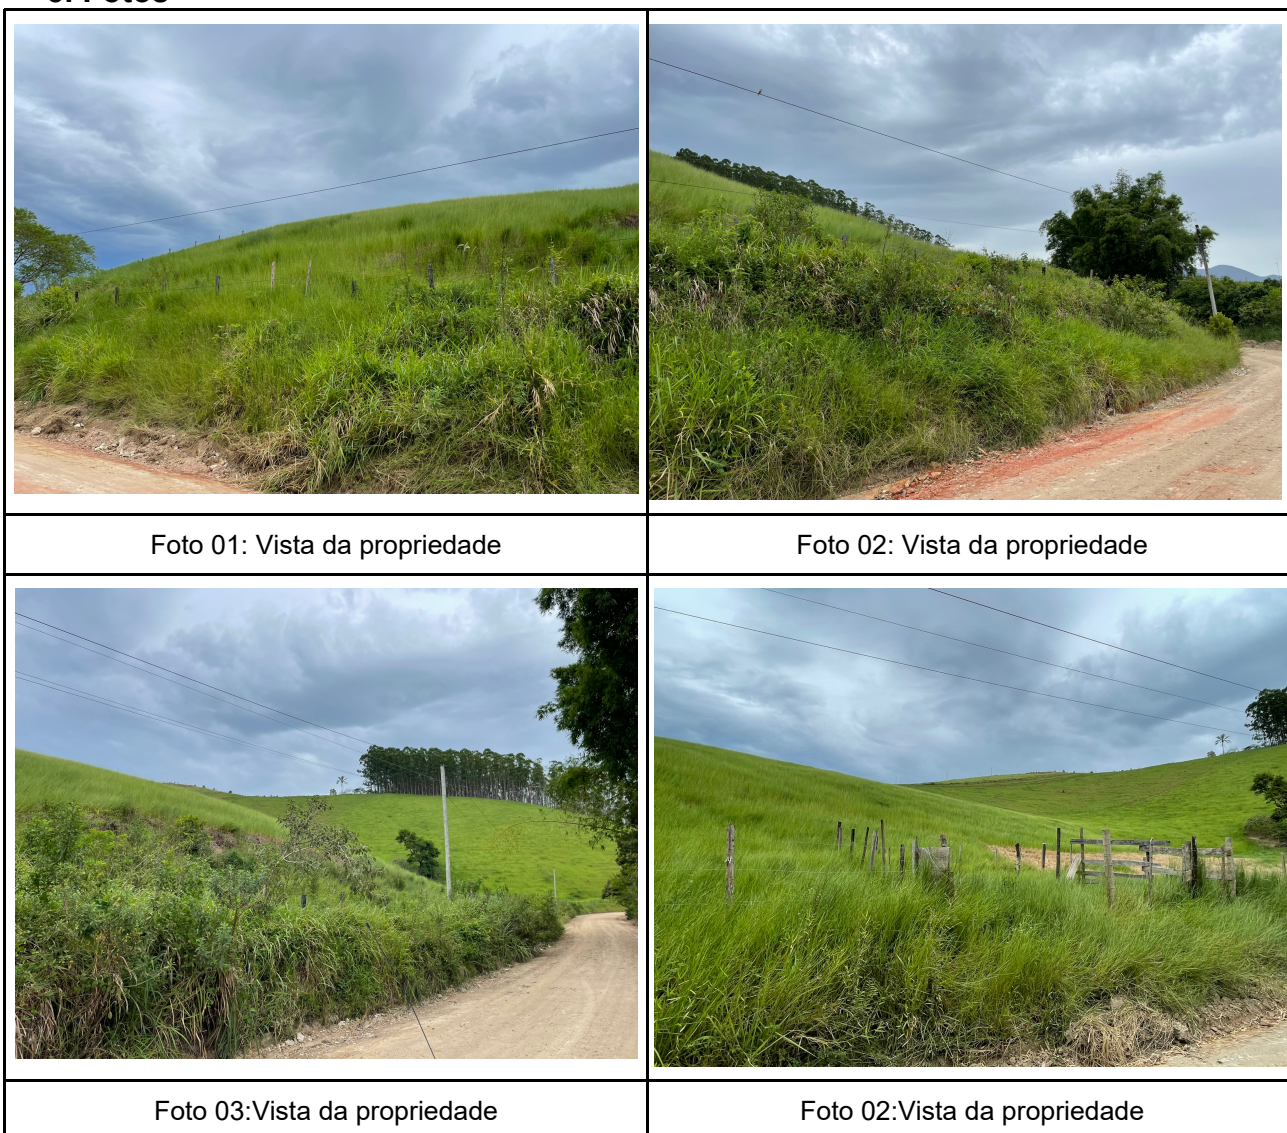 Foto 01: Vista da propriedade
Foto 02: Vista da propriedade
Foto 03:Vista da propriedade
Foto 02:Vista da propriedade